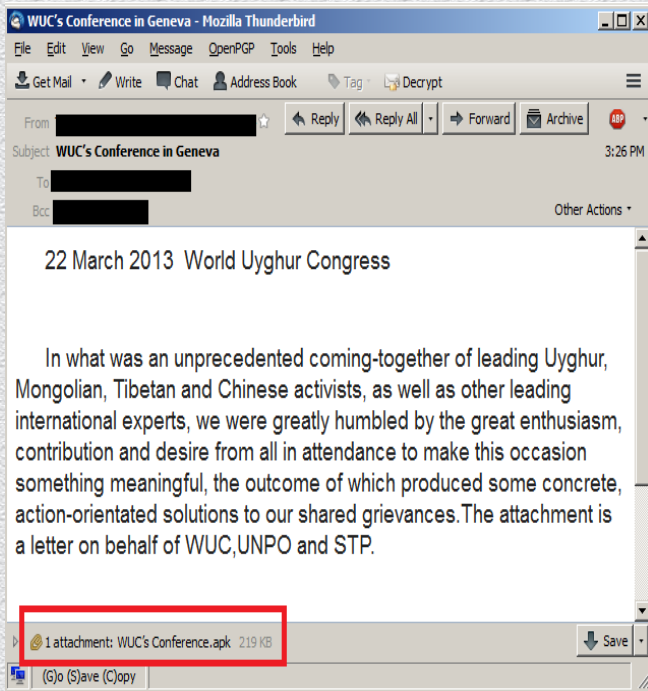 WUC's Conference in Geneva - Mozilla Thunderbird
File Edit View Go Message OpenPGP Tools Help
Get Mail Write Chat Address Book Tag Decrypt
From Reply Reply All Forward Archive ABP
Subject WUC's Conference in Geneva 3:26 PM
To
Bcc Other Actions
22 March 2013 World Uyghur Congress
In what was an unprecedented coming-together of leading Uyghur,
Mongolian, Tibetan and Chinese activists, as well as other leading
international experts, we were greatly humbled by the great enthusiasm,
contribution and desire from all in attendance to make this occasion
something meaningful, the outcome of which produced some concrete,
action-orientated solutions to our shared grievances.The attachment is
a letter on behalf of WUC,UNPO and STP.
1 attachment: WUC's Conference.apk 219 KB Save
(G)o (S)ave (C)opy